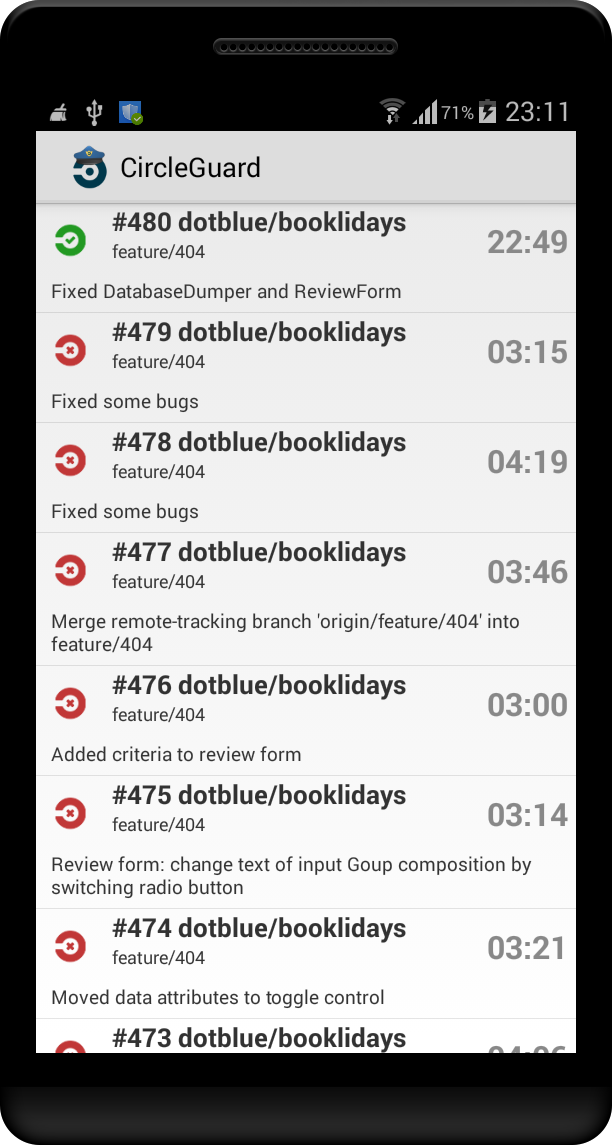 71% 23:11
CircleGuard
#480 dotblue/booklidays
feature/404
22:49
Fixed DatabaseDumper and ReviewForm
#479 dotblue/booklidays
feature/404
03:15
Fixed some bugs
#478 dotblue/booklidays
feature/404
04:19
Fixed some bugs
#477 dotblue/booklidays
feature/404
03:46
Merge remote-tracking branch 'origin/feature/404' into
feature/404
#476 dotblue/booklidays
feature/404
03:00
Added criteria to review form
#475 dotblue/booklidays
feature/404
03:14
Review form: change text of input Goup composition by
switching radio button
#474 dotblue/booklidays
feature/404
03:21
Moved data attributes to toggle control
#473 dotblue/booklidays